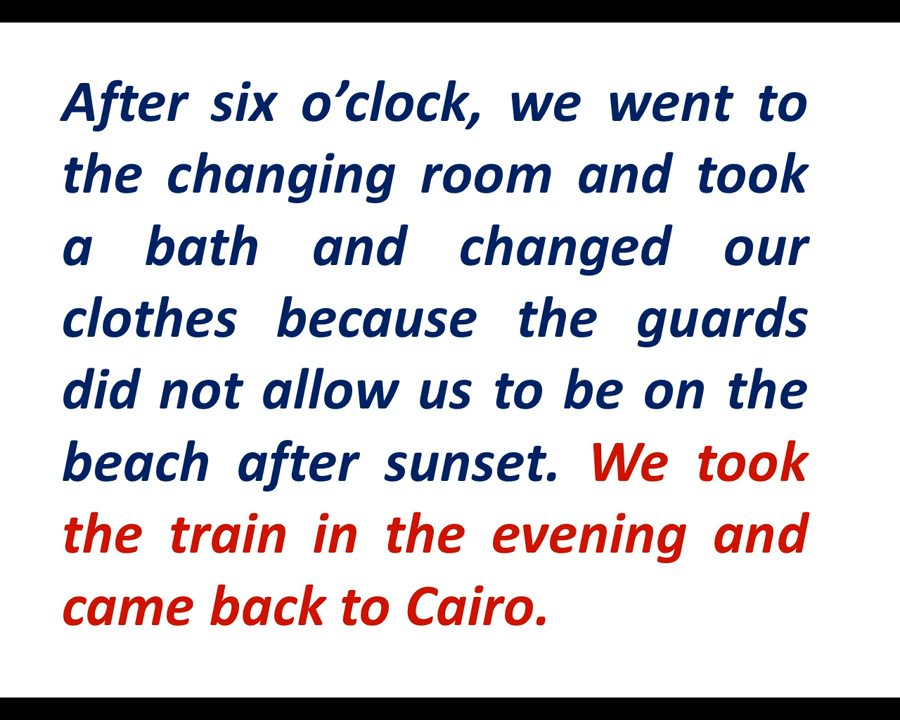 After six o’clock, we went to
the changing room and took
a bath and changed our
clothes because the guards
did not allow us to be on the
beach after sunset. We took
the train in the evening and
came back to Cairo.